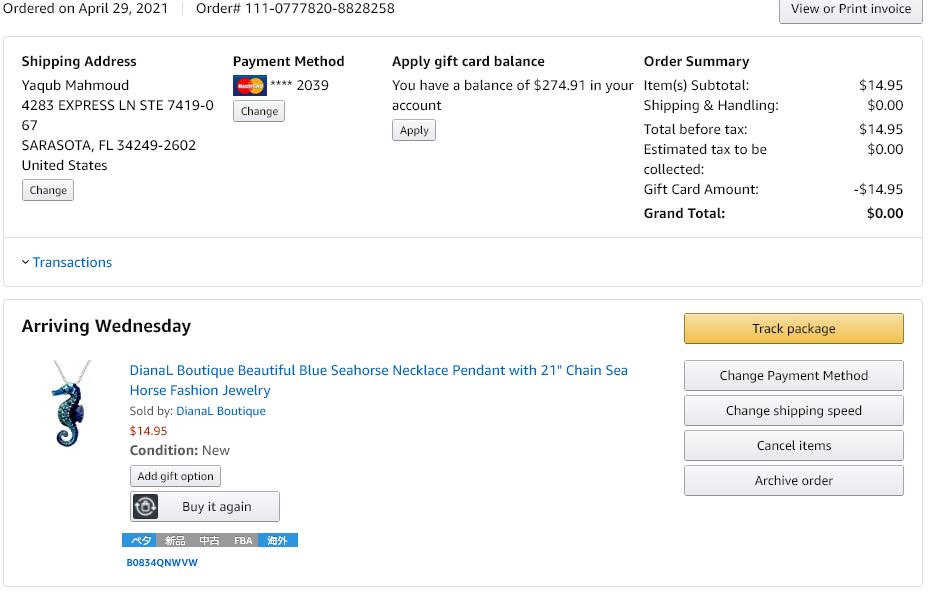 Ordered on April 29, 2021 Order# 111-0777820-8828258
View or Print invoice
Shipping Address
Yaqub Mahmoud
4283 EXPRESS LN STE 7419-0
67
SARASOTA, FL 34249-2602
United States
Change
Payment Method
MasterCard **** 2039
Change
Apply gift card balance
You have a balance of $274.91 in your
account
Apply
Order Summary
Item(s) Subtotal: $14.95
Shipping & Handling: $0.00
Total before tax: $14.95
Estimated tax to be $0.00
collected:
Gift Card Amount: -$14.95
Grand Total: $0.00
Transactions
Arriving Wednesday
DianaL Boutique Beautiful Blue Seahorse Necklace Pendant with 21" Chain Sea
Horse Fashion Jewelry
Sold by: DianaL Boutique
$14.95
Condition: New
Add gift option
Buy it again
ペタ 新品 中古 FBA 海外
B0834QNWVW
Track package
Change Payment Method
Change shipping speed
Cancel items
Archive order